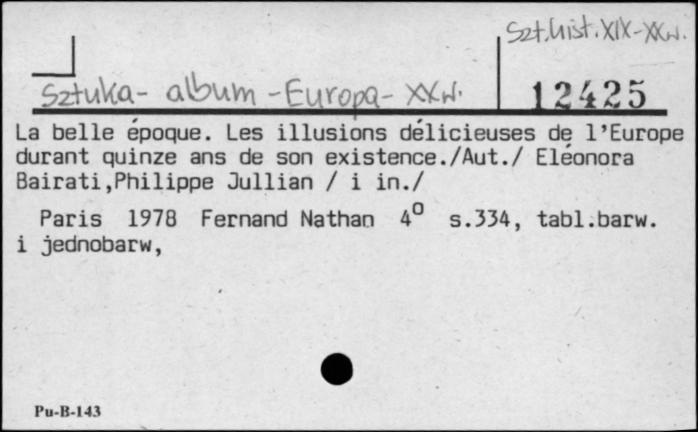 Szt.hist.XIX-XXw.
Sztuka- album -Europa- XXw.
12425
La belle époque. Les illusions délicieuses de l'Europe
durant quinze ans de son existence./Aut./ Eléonora
Bairati,Philippe Jullian / i in./
Paris 1978 Fernand Nathan 4° s.334, tabl.barw.
i jednobarw,
Pu-B-143